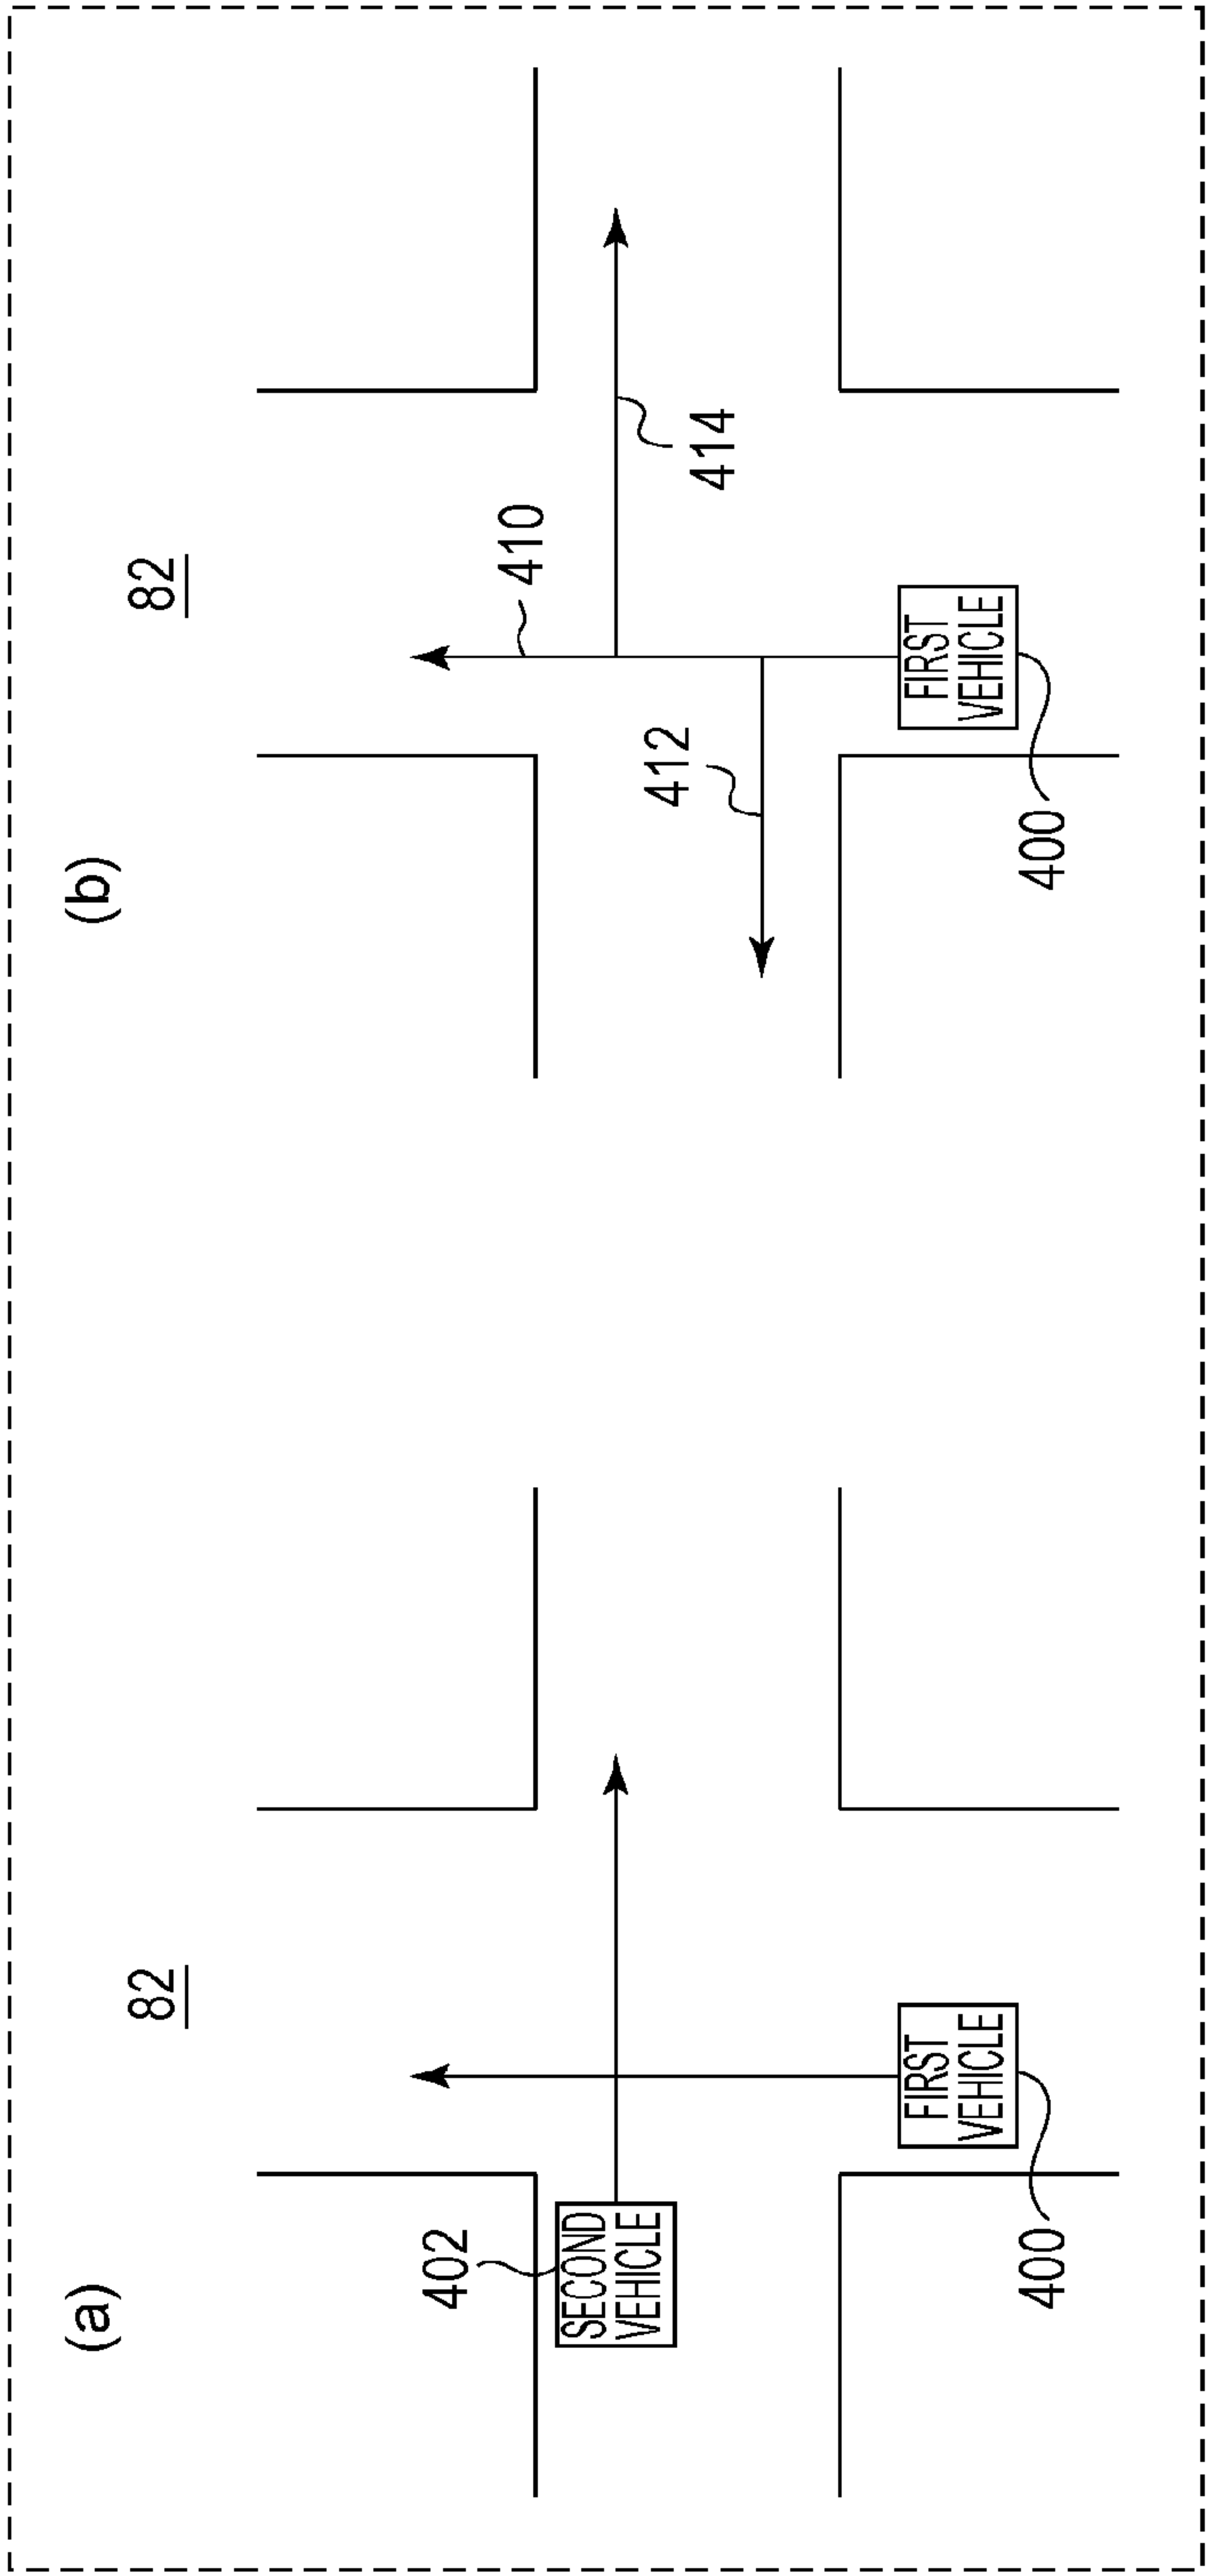 (a)
82
402
SECOND
VEHICLE
FIRST
VEHICLE
400
(b)
82
410
414
412
FIRST
VEHICLE
400